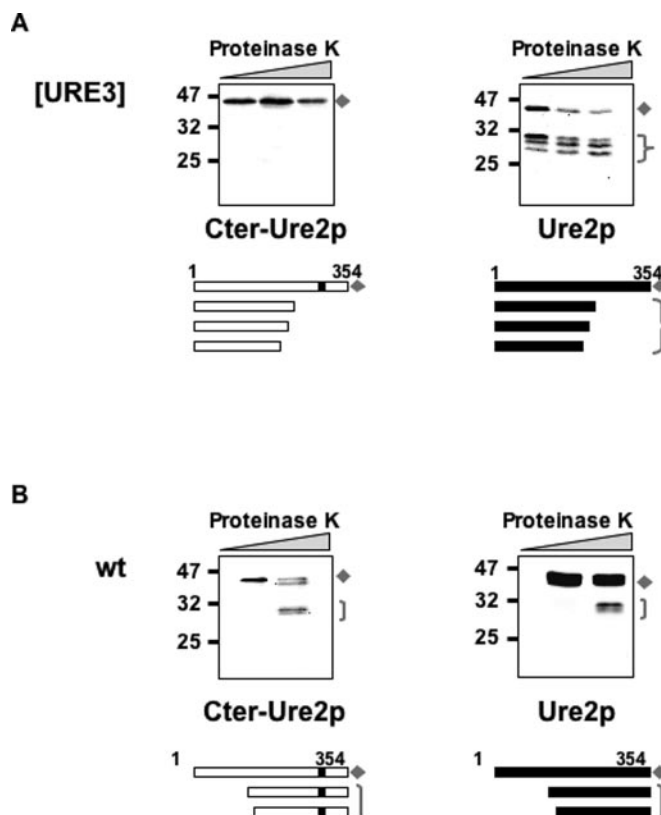 A
Proteinase K Proteinase K
[URE3]
47 47
32 32
25 25
Cter-Ure2p Ure2p
1 354 1 354
B
Proteinase K Proteinase K
wt
47 47
32 32
25 25
Cter-Ure2p Ure2p
1 354 1 354